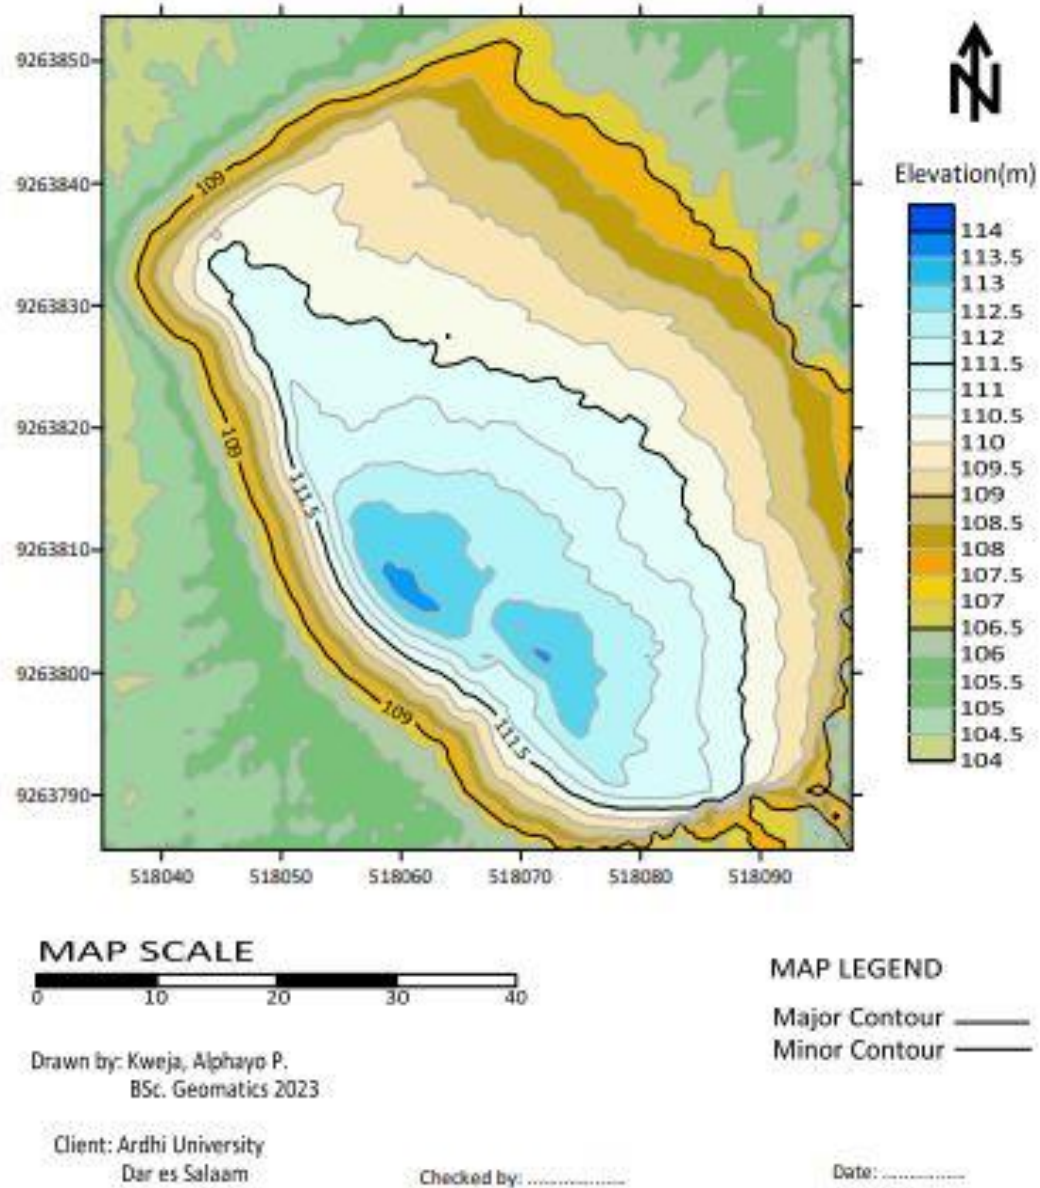 9263850
N
109
Elevation(m)
9263840
114
113.5
113
9263830
112.5
112
111.5
111
110.5
9263820
109
110
109.5
111.5
109
108.5
9263810
108
107.5
107
106.5
106
9263800
105.5
109
105
111.5
104.5
104
9263790
518040 518050 518060 518070 518080 518090
MAP SCALE
0 10 20 30 40
MAP LEGEND
Major Contour
Minor Contour
Drawn by: Kweja, Alphayo P.
BSc. Geomatics 2023
Client: Ardhi University
Dar es Salaam
Checked by: ..................
Date: ...............